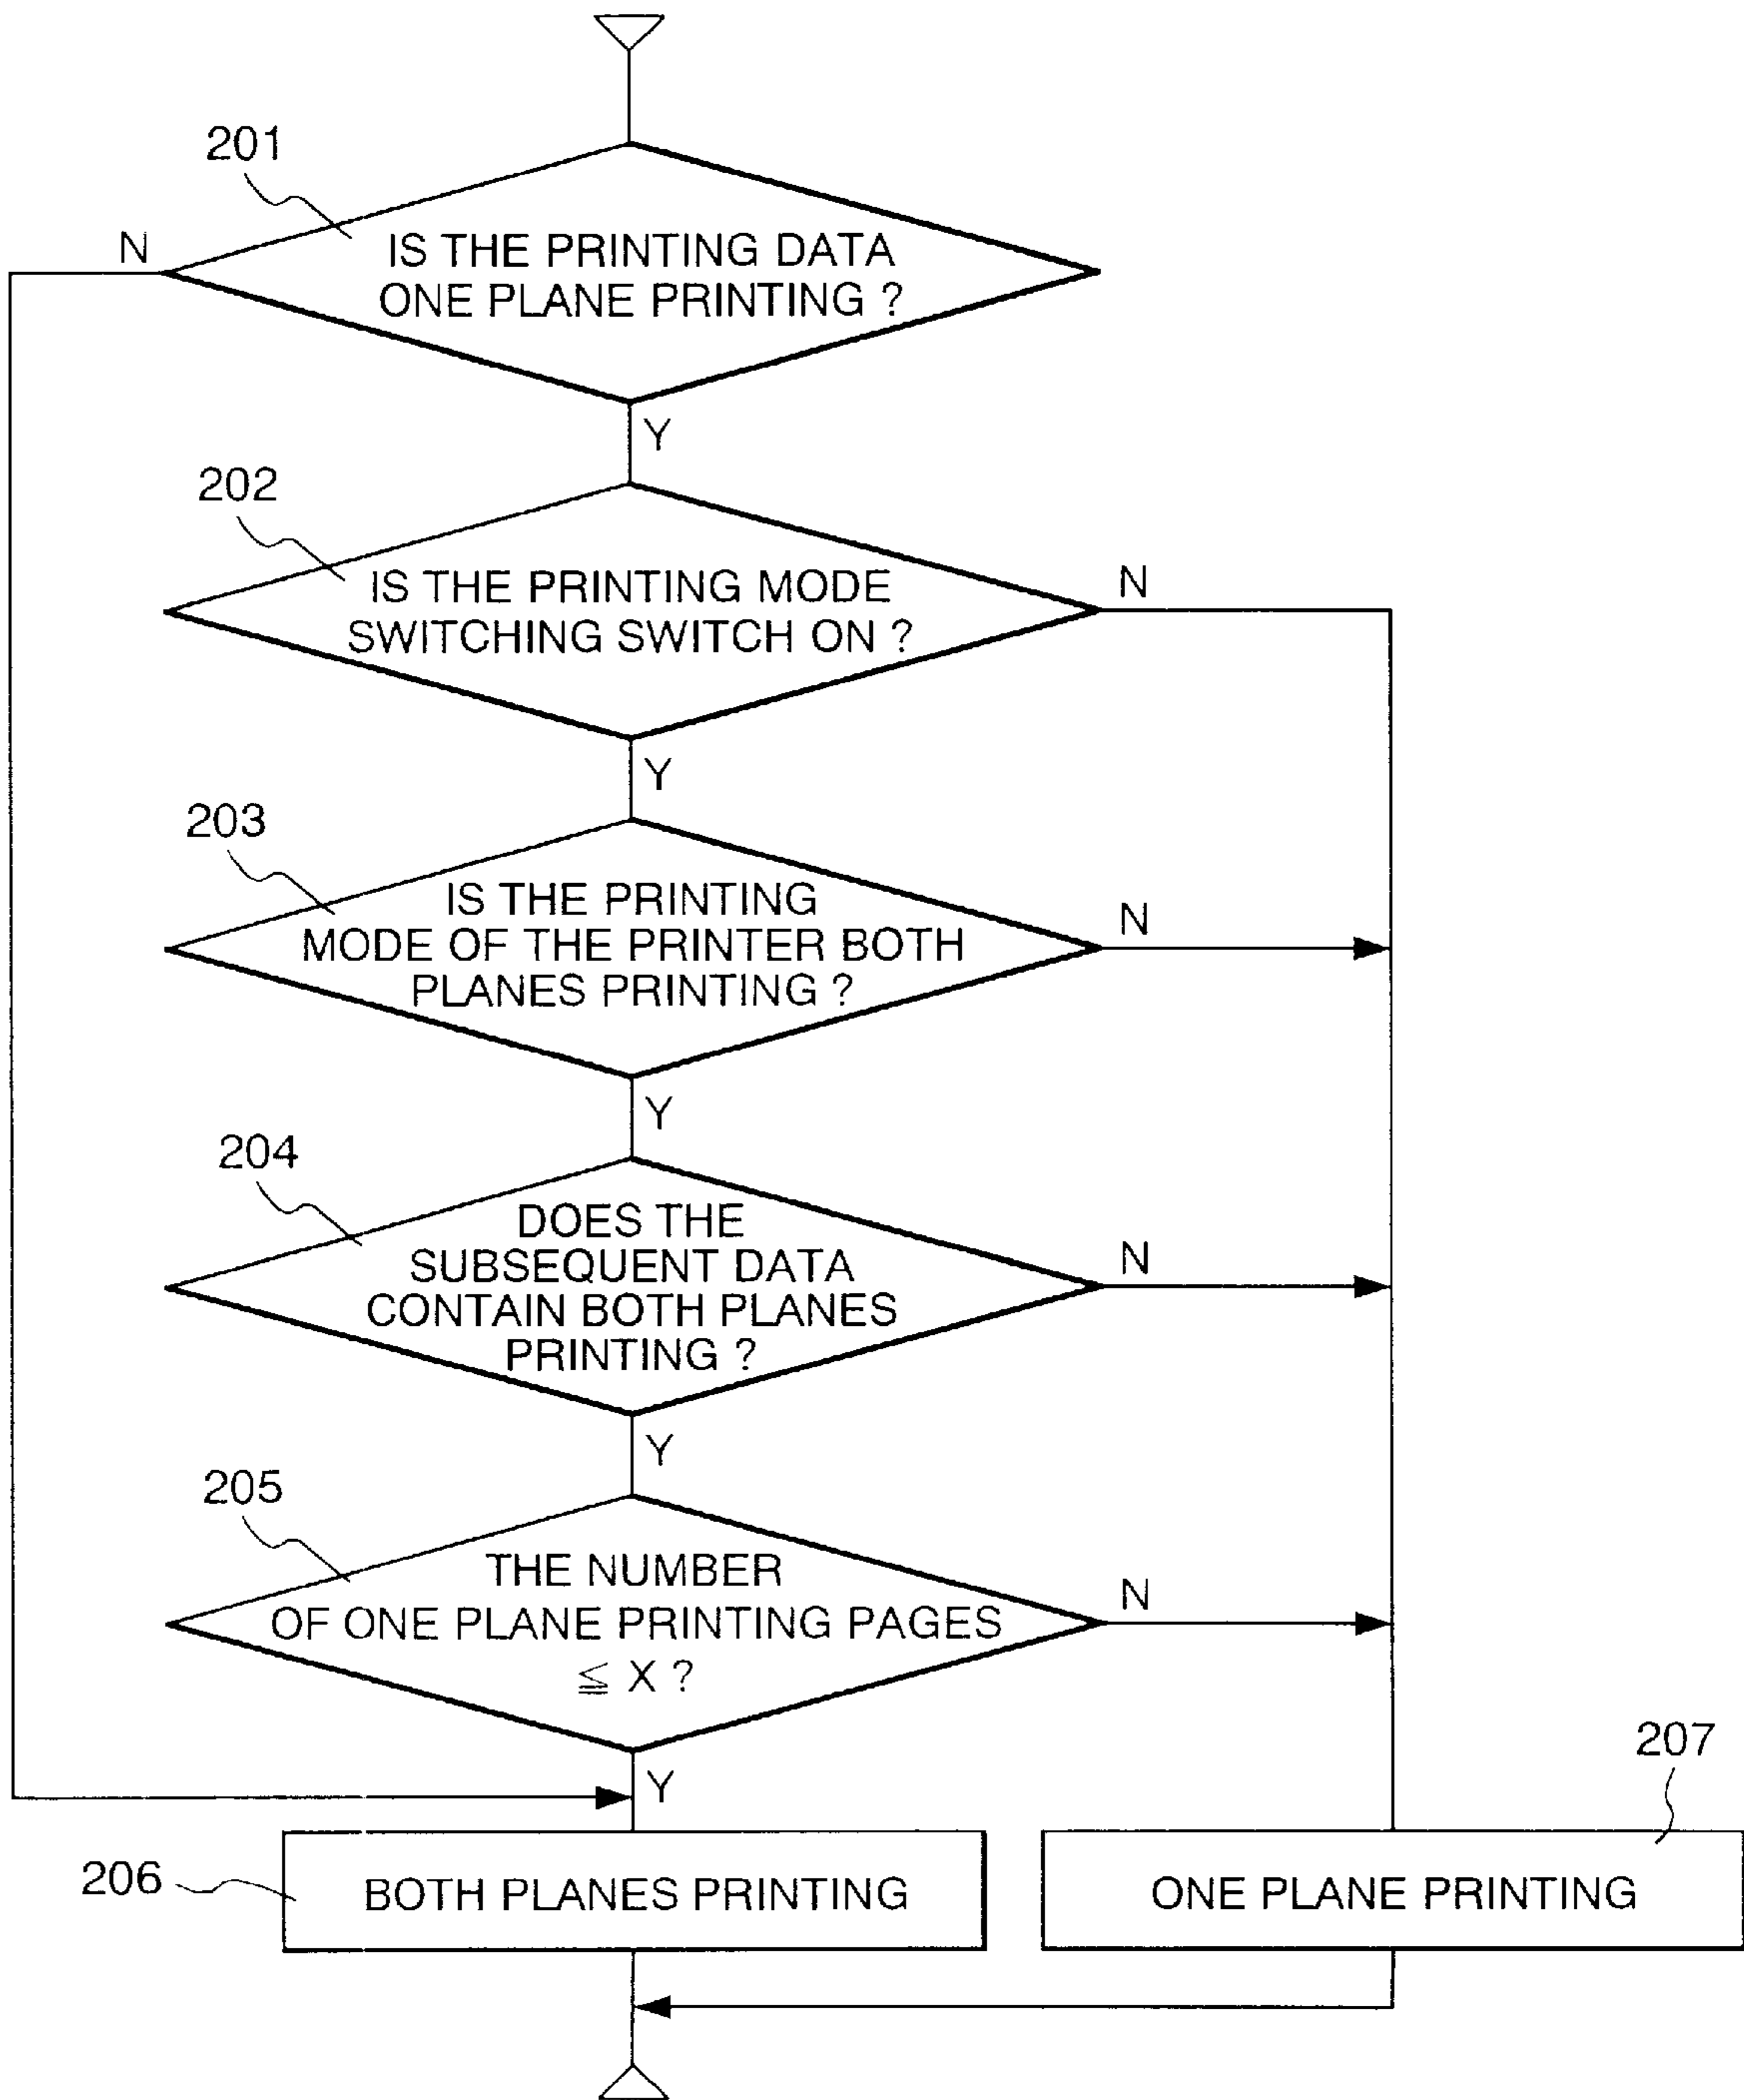 201
N
IS THE PRINTING DATA
ONE PLANE PRINTING ?
Y
202
IS THE PRINTING MODE
SWITCHING SWITCH ON ?
N
Y
203
IS THE PRINTING
MODE OF THE PRINTER BOTH
PLANES PRINTING ?
N
Y
204
DOES THE
SUBSEQUENT DATA
CONTAIN BOTH PLANES
PRINTING ?
N
Y
205
THE NUMBER
OF ONE PLANE PRINTING PAGES
≦ X ?
N
Y
207
206
BOTH PLANES PRINTING
ONE PLANE PRINTING